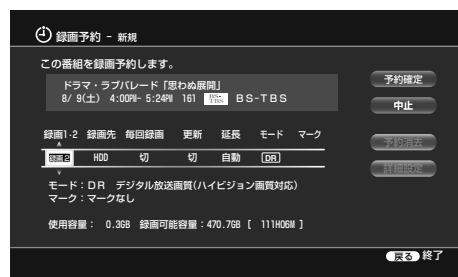 録画予約 - 新規
この番組を録画予約します。
ドラマ・ラブパレード「思わぬ展開」
8/ 9(土) 4:00PM- 5:24PM 161 BS-TBS BS-TBS
予約確定
中止
録画1·2 録画先 毎回録画 更新 延長 モード マーク
録画2 HDD 切 切 自動 DR
予約消去
詳細設定
モード：DR デジタル放送画質(ハイビジョン画質対応)
マーク：マークなし
使用容量： 0.3GB 録画可能容量：470.7GB [ 111H06M ]
戻る 終了